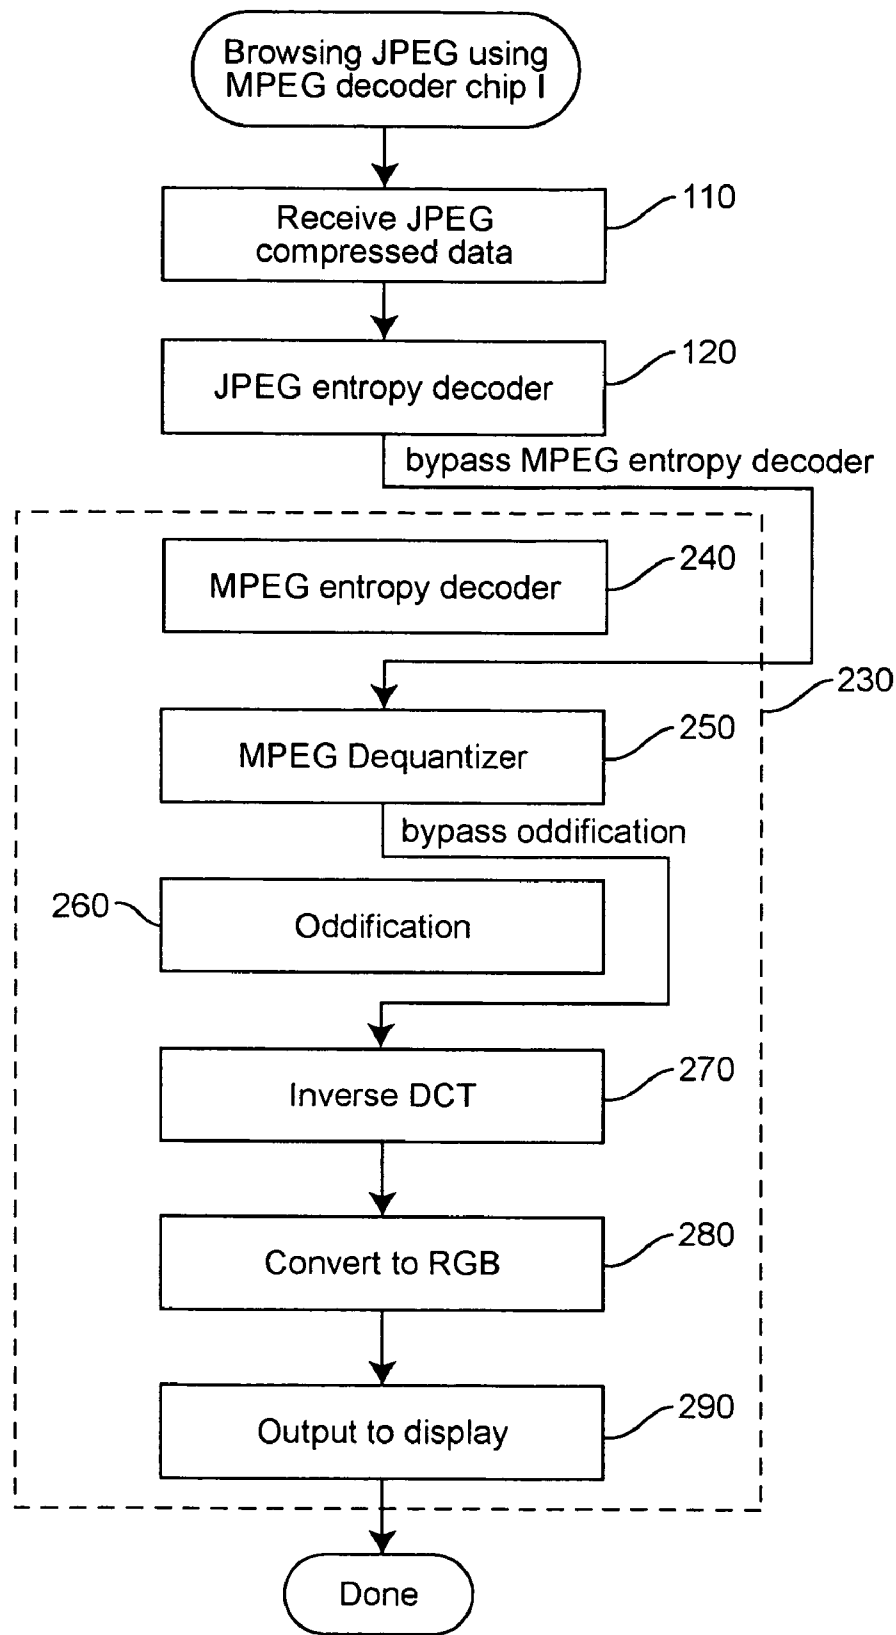 Browsing JPEG using
MPEG decoder chip I
110
Receive JPEG
compressed data
120
JPEG entropy decoder
bypass MPEG entropy decoder
240
MPEG entropy decoder
230
250
MPEG Dequantizer
bypass oddification
260
Oddification
270
Inverse DCT
280
Convert to RGB
290
Output to display
Done